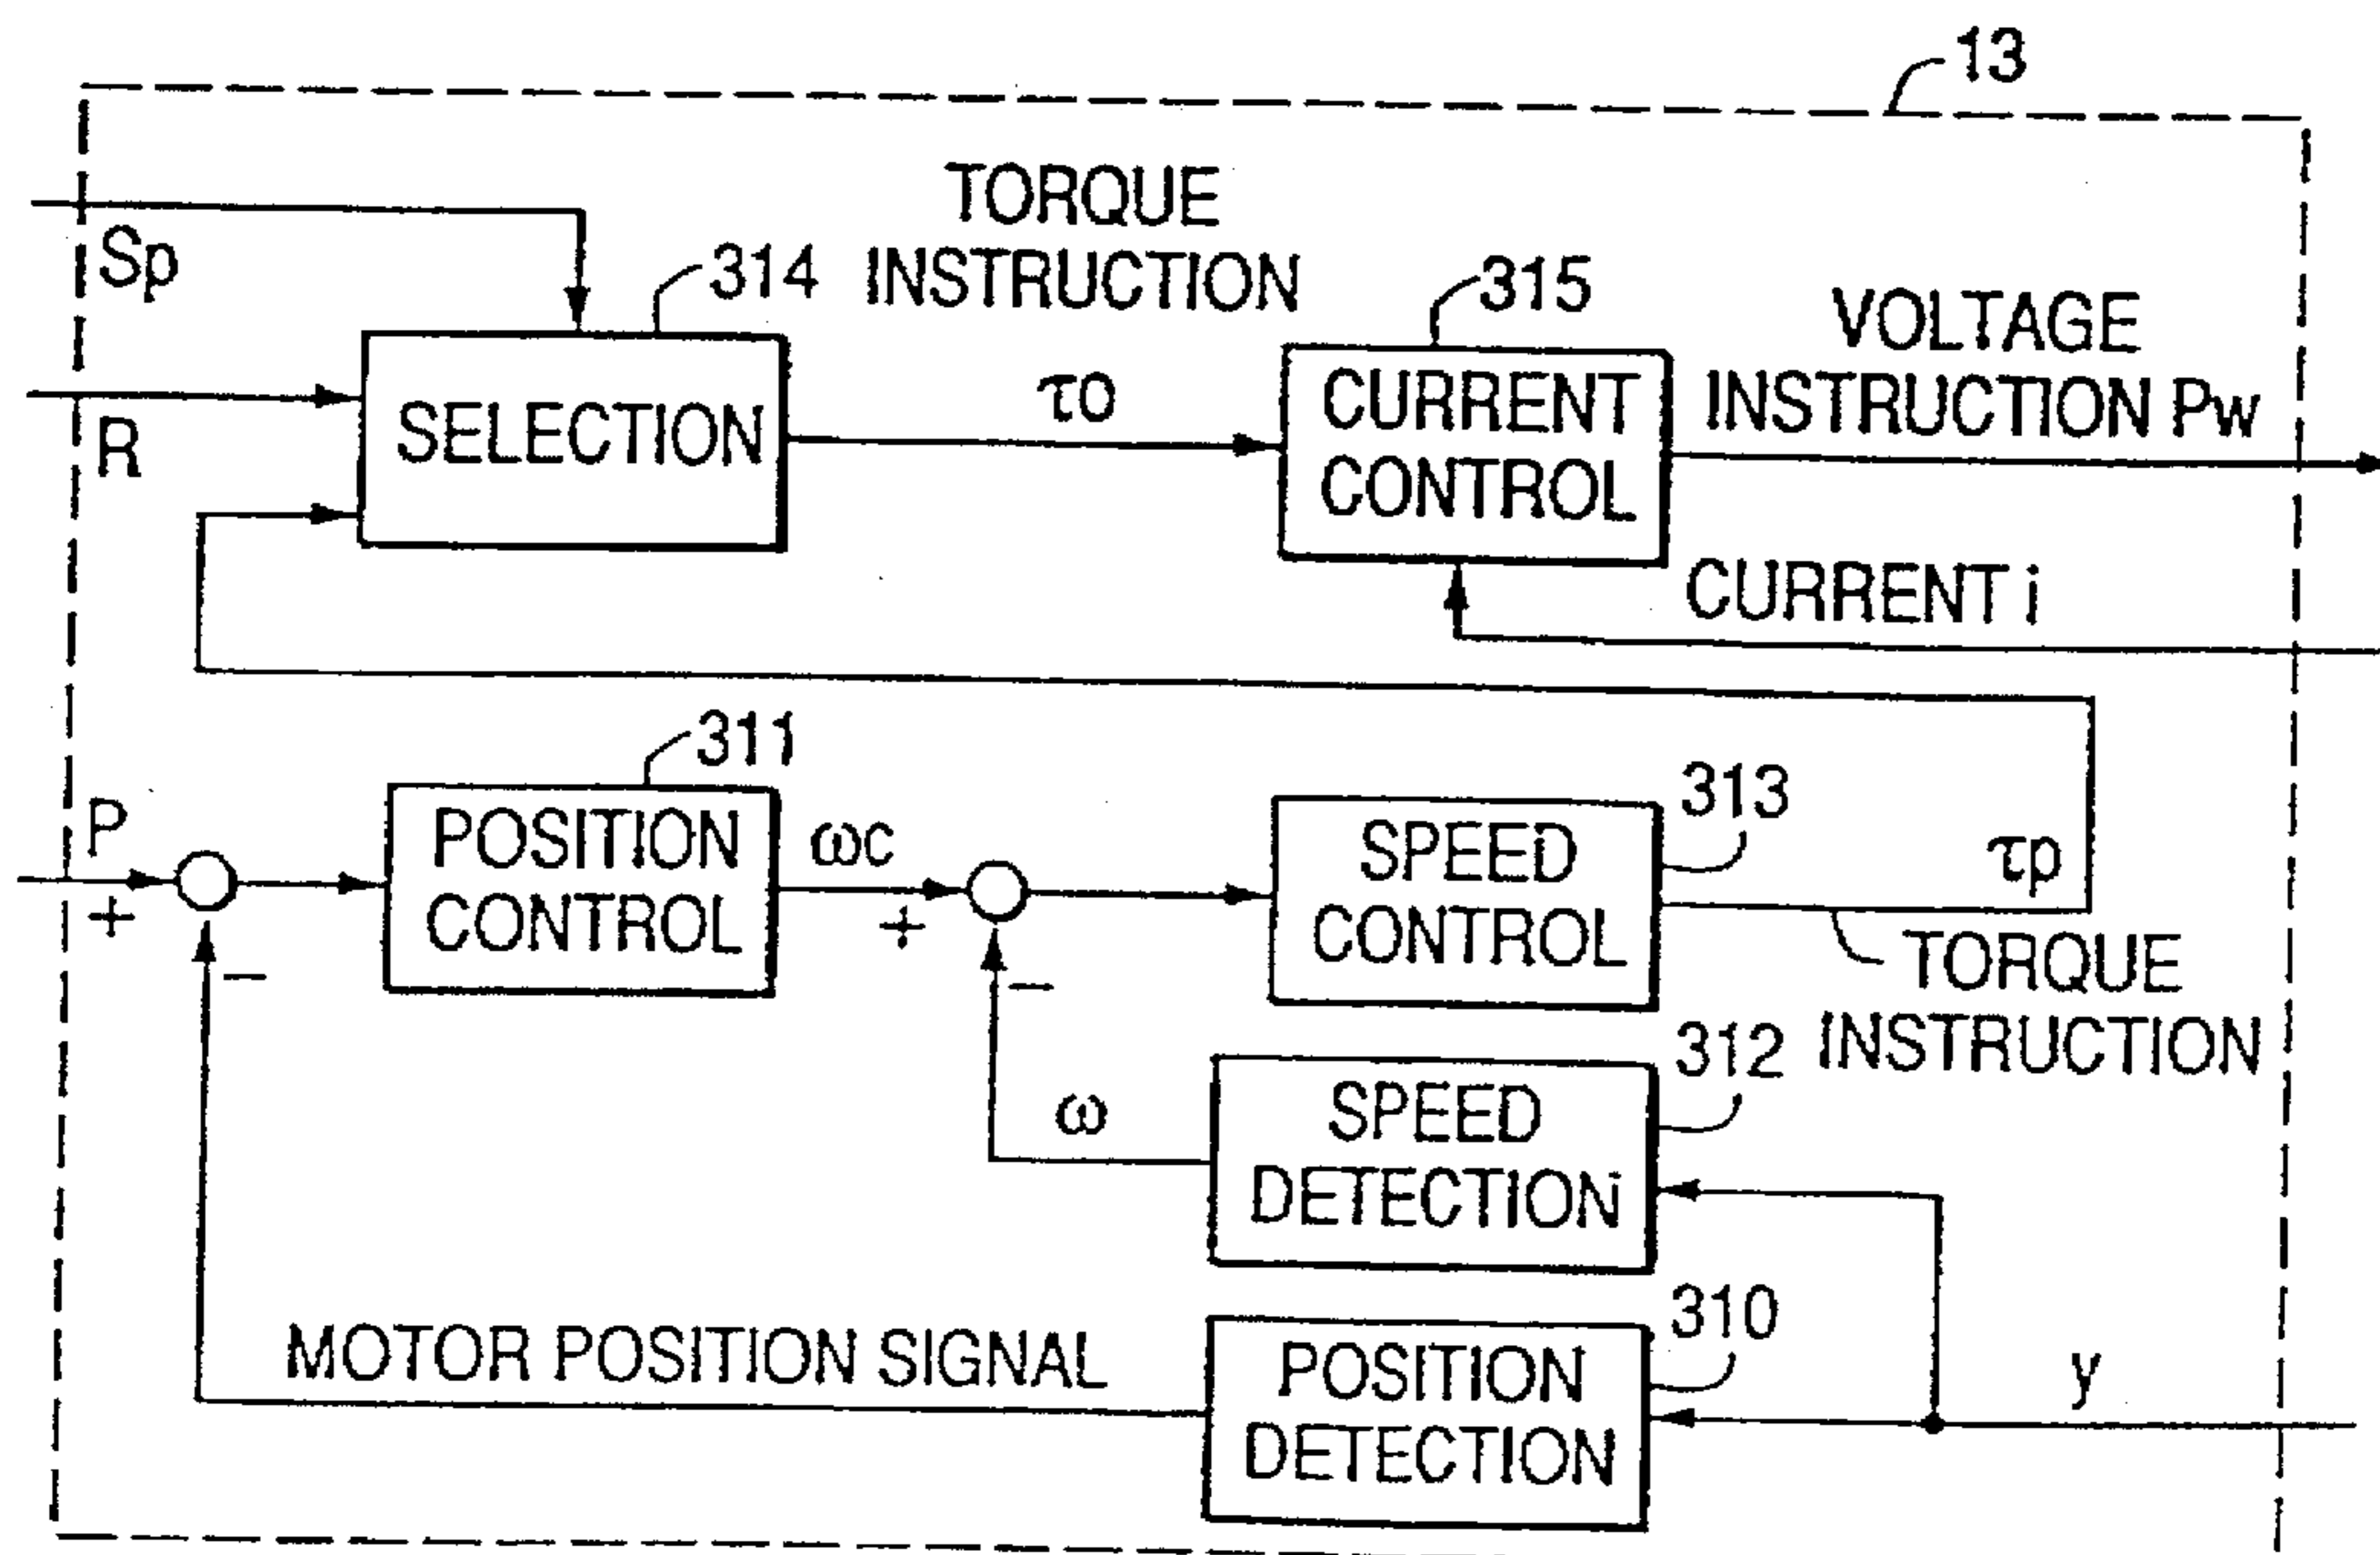 13
Sp
TORQUE
INSTRUCTION
314
315
VOLTAGE
INSTRUCTION Pw
R
SELECTION
τo
CURRENT
CONTROL
CURRENT i
311
P
+
−
POSITION
CONTROL
ωc
+
−
313
SPEED
CONTROL
τp
TORQUE
INSTRUCTION
312
ω
SPEED
DETECTION
310
MOTOR POSITION SIGNAL
POSITION
DETECTION
y